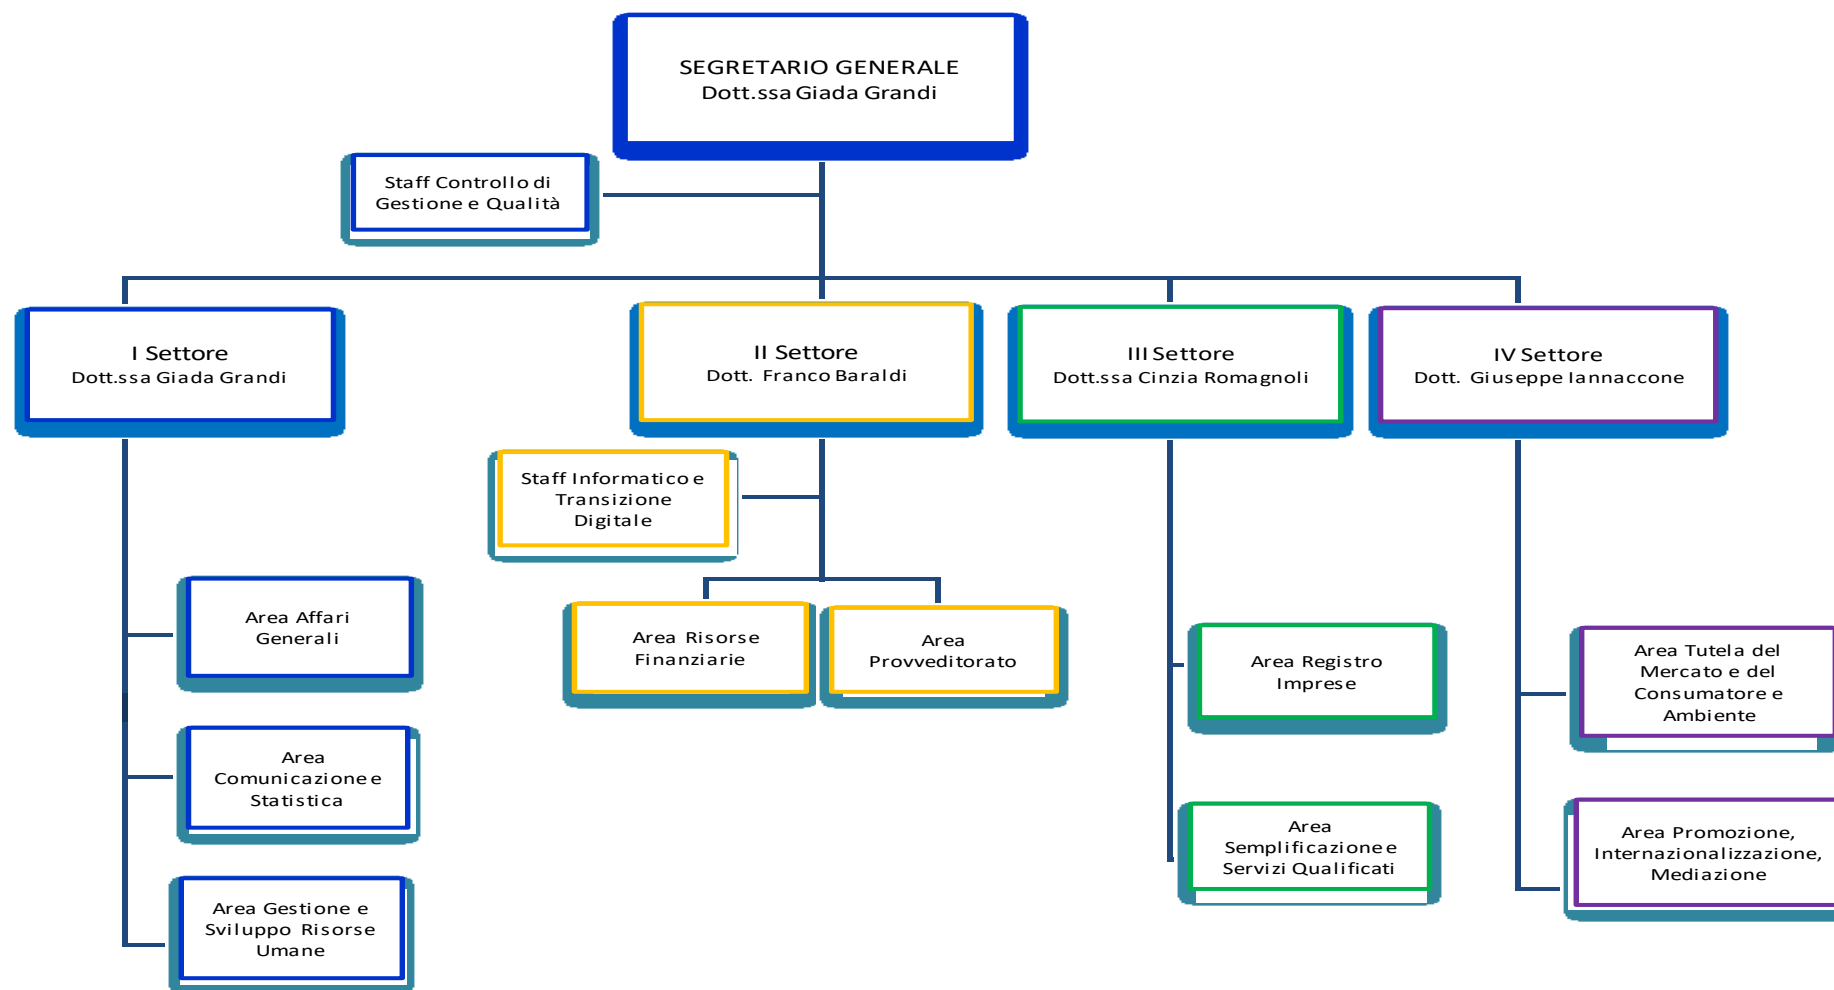 SEGRETARIO GENERALE
Dott.ssa Giada Grandi
Staff Controllo di
Gestione e Qualità
I Settore
Dott.ssa Giada Grandi
II Settore
Dott. Franco Baraldi
III Settore
Dott.ssa Cinzia Romagnoli
IV Settore
Dott. Giuseppe Iannaccone
Staff Informatico e
Transizione
Digitale
Area Affari
Generali
Area Risorse
Finanziarie
Area
Provveditorato
Area Registro
Imprese
Area Tutela del
Mercato e del
Consumatore e
Ambiente
Area
Comunicazione e
Statistica
Area
Semplificazione e
Servizi Qualificati
Area Promozione,
Internazionalizzazione,
Mediazione
Area Gestione e
Sviluppo Risorse
Umane